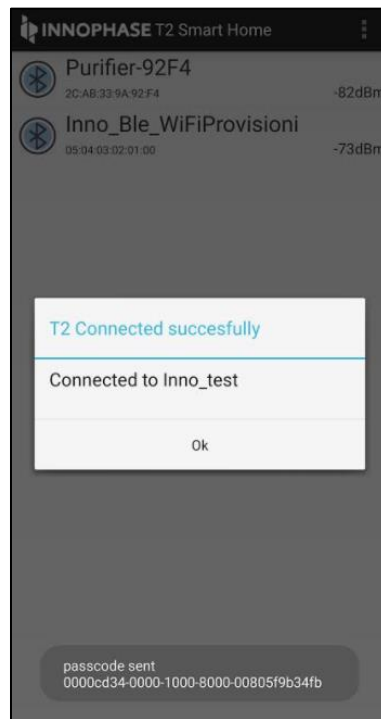 INNOPHASE T2 Smart Home
Purifier-92F4
2C:AB:33:9A:92:F4 -82dBm
Inno_Ble_WiFiProvisioni
05:04:03:02:01:00 -73dBm
T2 Connected succesfully
Connected to Inno_test
Ok
passcode sent
0000cd34-0000-1000-8000-00805f9b34fb